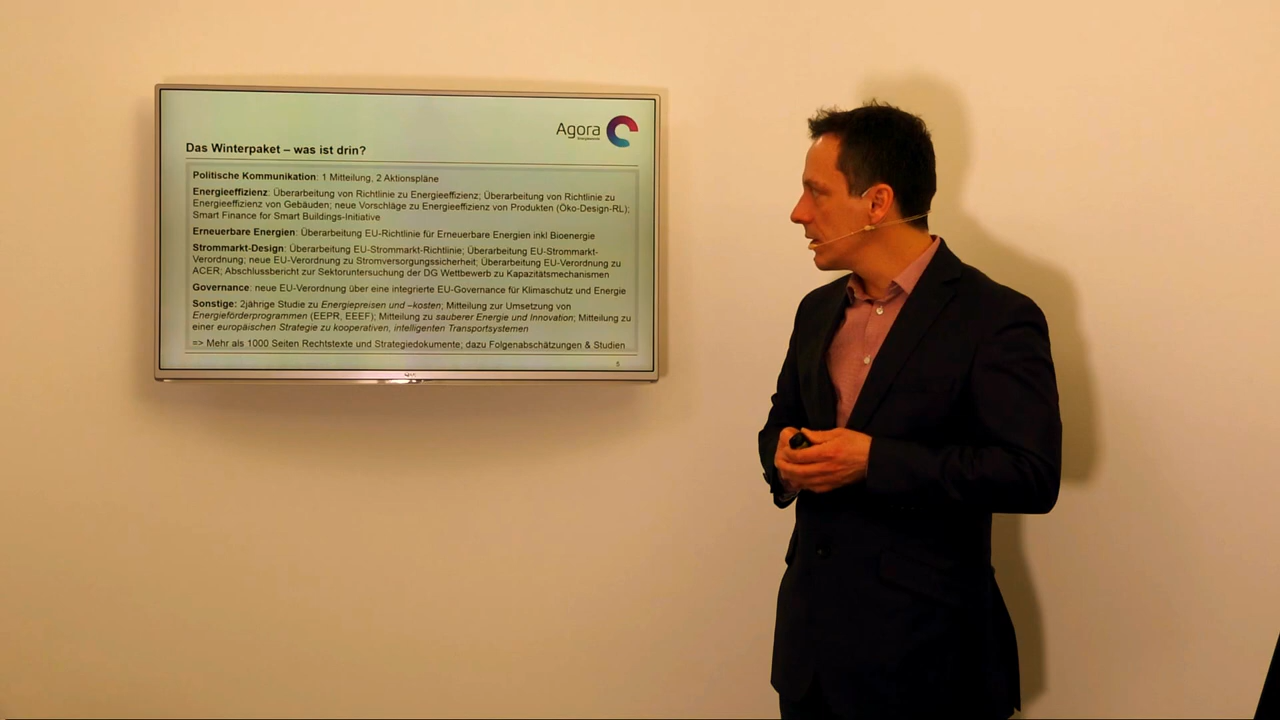 Agora
Energiewende
Das Winterpaket – was ist drin?
Politische Kommunikation: 1 Mitteilung, 2 Aktionspläne
Energieeffizienz: Überarbeitung von Richtlinie zu Energieeffizienz; Überarbeitung von Richtlinie zu
Energieeffizienz von Gebäuden; neue Vorschläge zu Energieeffizienz von Produkten (Öko-Design-RL);
Smart Finance for Smart Buildings-Initiative
Erneuerbare Energien: Überarbeitung EU-Richtlinie für Erneuerbare Energien inkl Bioenergie
Strommarkt-Design: Überarbeitung EU-Strommarkt-Richtlinie; Überarbeitung EU-Strommarkt-
Verordnung; neue EU-Verordnung zu Stromversorgungssicherheit; Überarbeitung EU-Verordnung zu
ACER; Abschlussbericht zur Sektoruntersuchung der DG Wettbewerb zu Kapazitätsmechanismen
Governance: neue EU-Verordnung über eine integrierte EU-Governance für Klimaschutz und Energie
Sonstige: 2jährige Studie zu Energiepreisen und –kosten; Mitteilung zur Umsetzung von
Energieförderprogrammen (EEPR, EEEF); Mitteilung zu sauberer Energie und Innovation; Mitteilung zu
einer europäischen Strategie zu kooperativen, intelligenten Transportsystemen
=> Mehr als 1000 Seiten Rechtstexte und Strategiedokumente; dazu Folgenabschätzungen & Studien
5